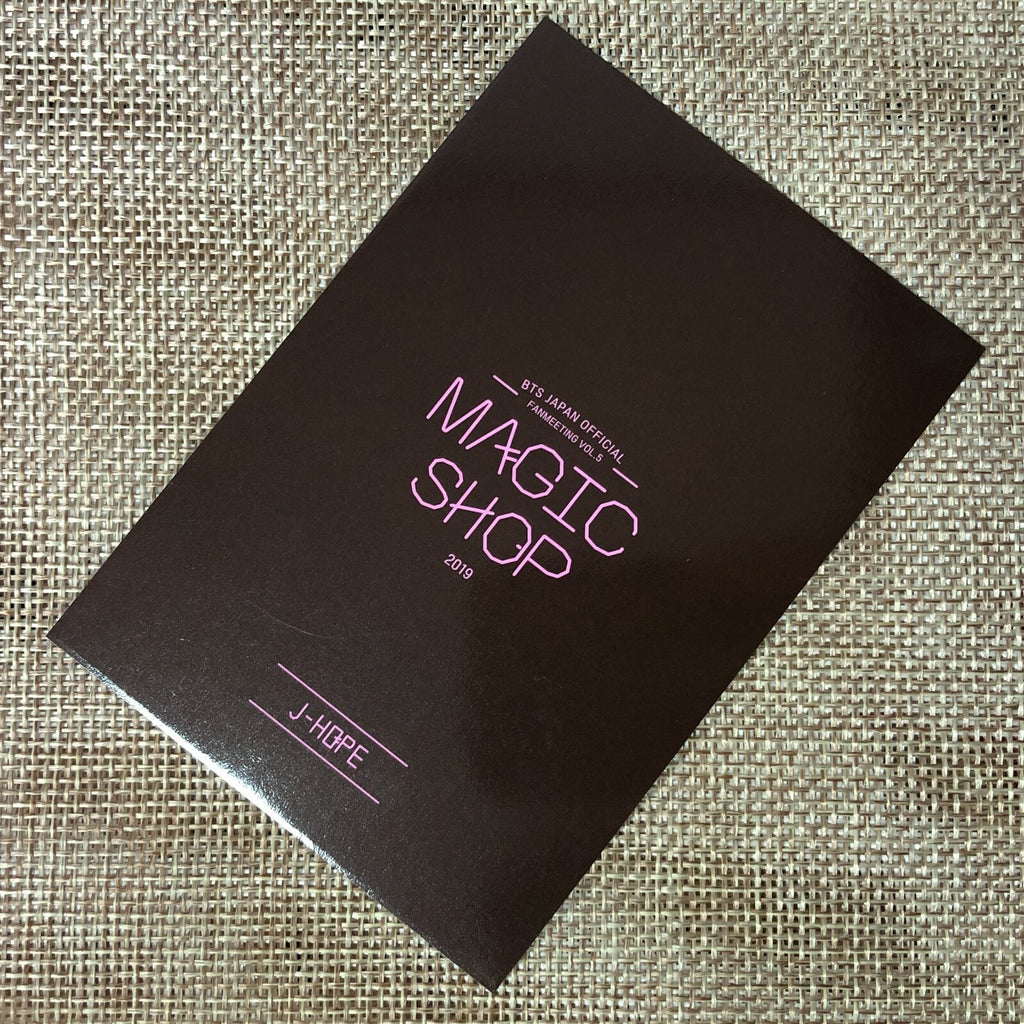 BTS JAPAN OFFICIAL
FANMEETING VOL.5
MAGIC
SHOP
2019
J-HOPE